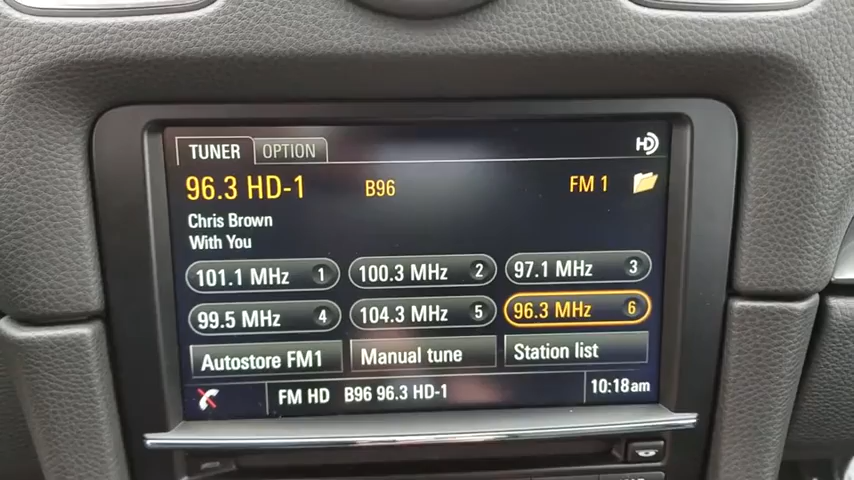 TUNER OPTION HD
96.3 HD-1 B96 FM 1
Chris Brown
With You
101.1 MHz 1 100.3 MHz 2 97.1 MHz 3
99.5 MHz 4 104.3 MHz 5 96.3 MHz 6
Autostore FM1 Manual tune Station list
FM HD B96 96.3 HD-1 10:18am